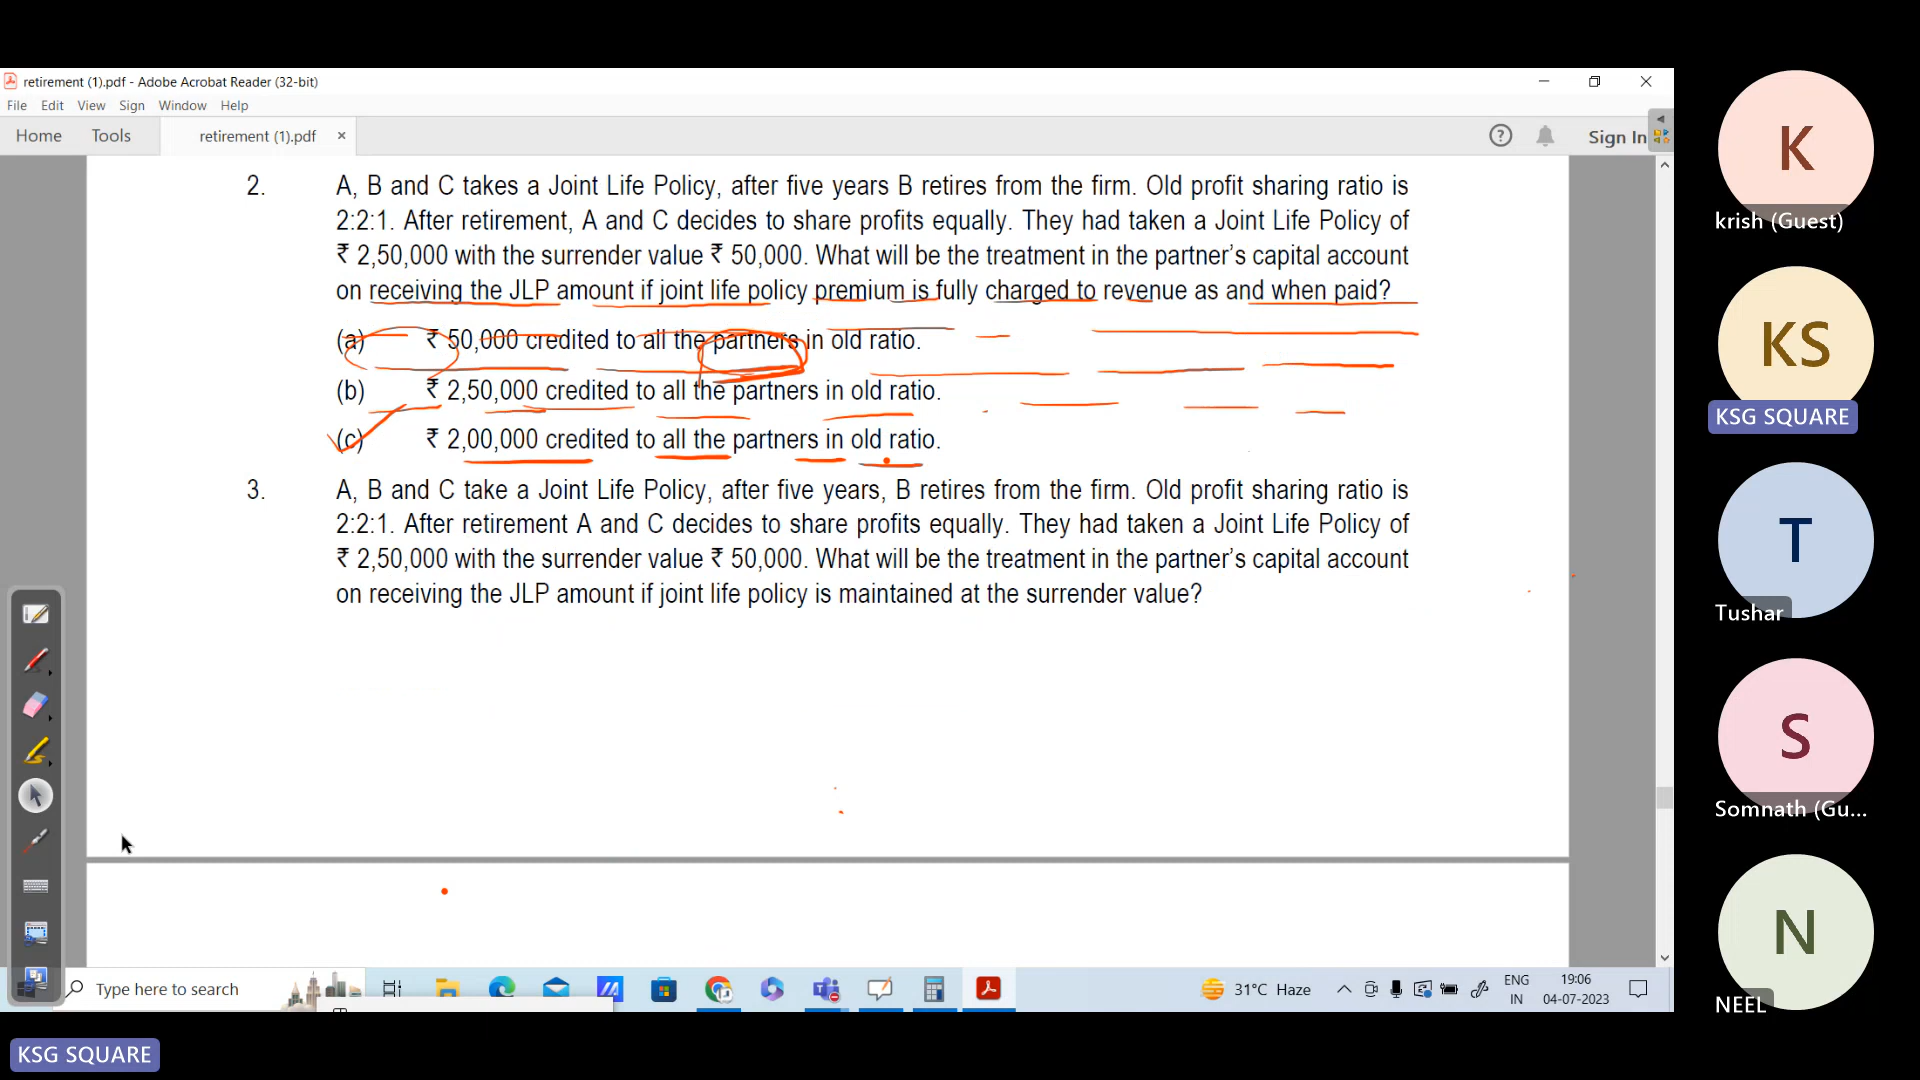 retirement (1).pdf - Adobe Acrobat Reader (32-bit)
File Edit View Sign Window Help
Home Tools retirement (1).pdf × Sign In
2. A, B and C takes a Joint Life Policy, after five years B retires from the firm. Old profit sharing ratio is
2:2:1. After retirement, A and C decides to share profits equally. They had taken a Joint Life Policy of
₹ 2,50,000 with the surrender value ₹ 50,000. What will be the treatment in the partner's capital account
on receiving the JLP amount if joint life policy premium is fully charged to revenue as and when paid?
(a) ₹ 50,000 credited to all the partners in old ratio.
(b) ₹ 2,50,000 credited to all the partners in old ratio.
(c) ₹ 2,00,000 credited to all the partners in old ratio.
3. A, B and C take a Joint Life Policy, after five years, B retires from the firm. Old profit sharing ratio is
2:2:1. After retirement A and C decides to share profits equally. They had taken a Joint Life Policy of
₹ 2,50,000 with the surrender value ₹ 50,000. What will be the treatment in the partner's capital account
on receiving the JLP amount if joint life policy is maintained at the surrender value?
Type here to search
31°C Haze
ENG
IN
19:06
04-07-2023
K
krish (Guest)
KS
KSG SQUARE
T
Tushar
S
Somnath (Gu...
N
NEEL
KSG SQUARE